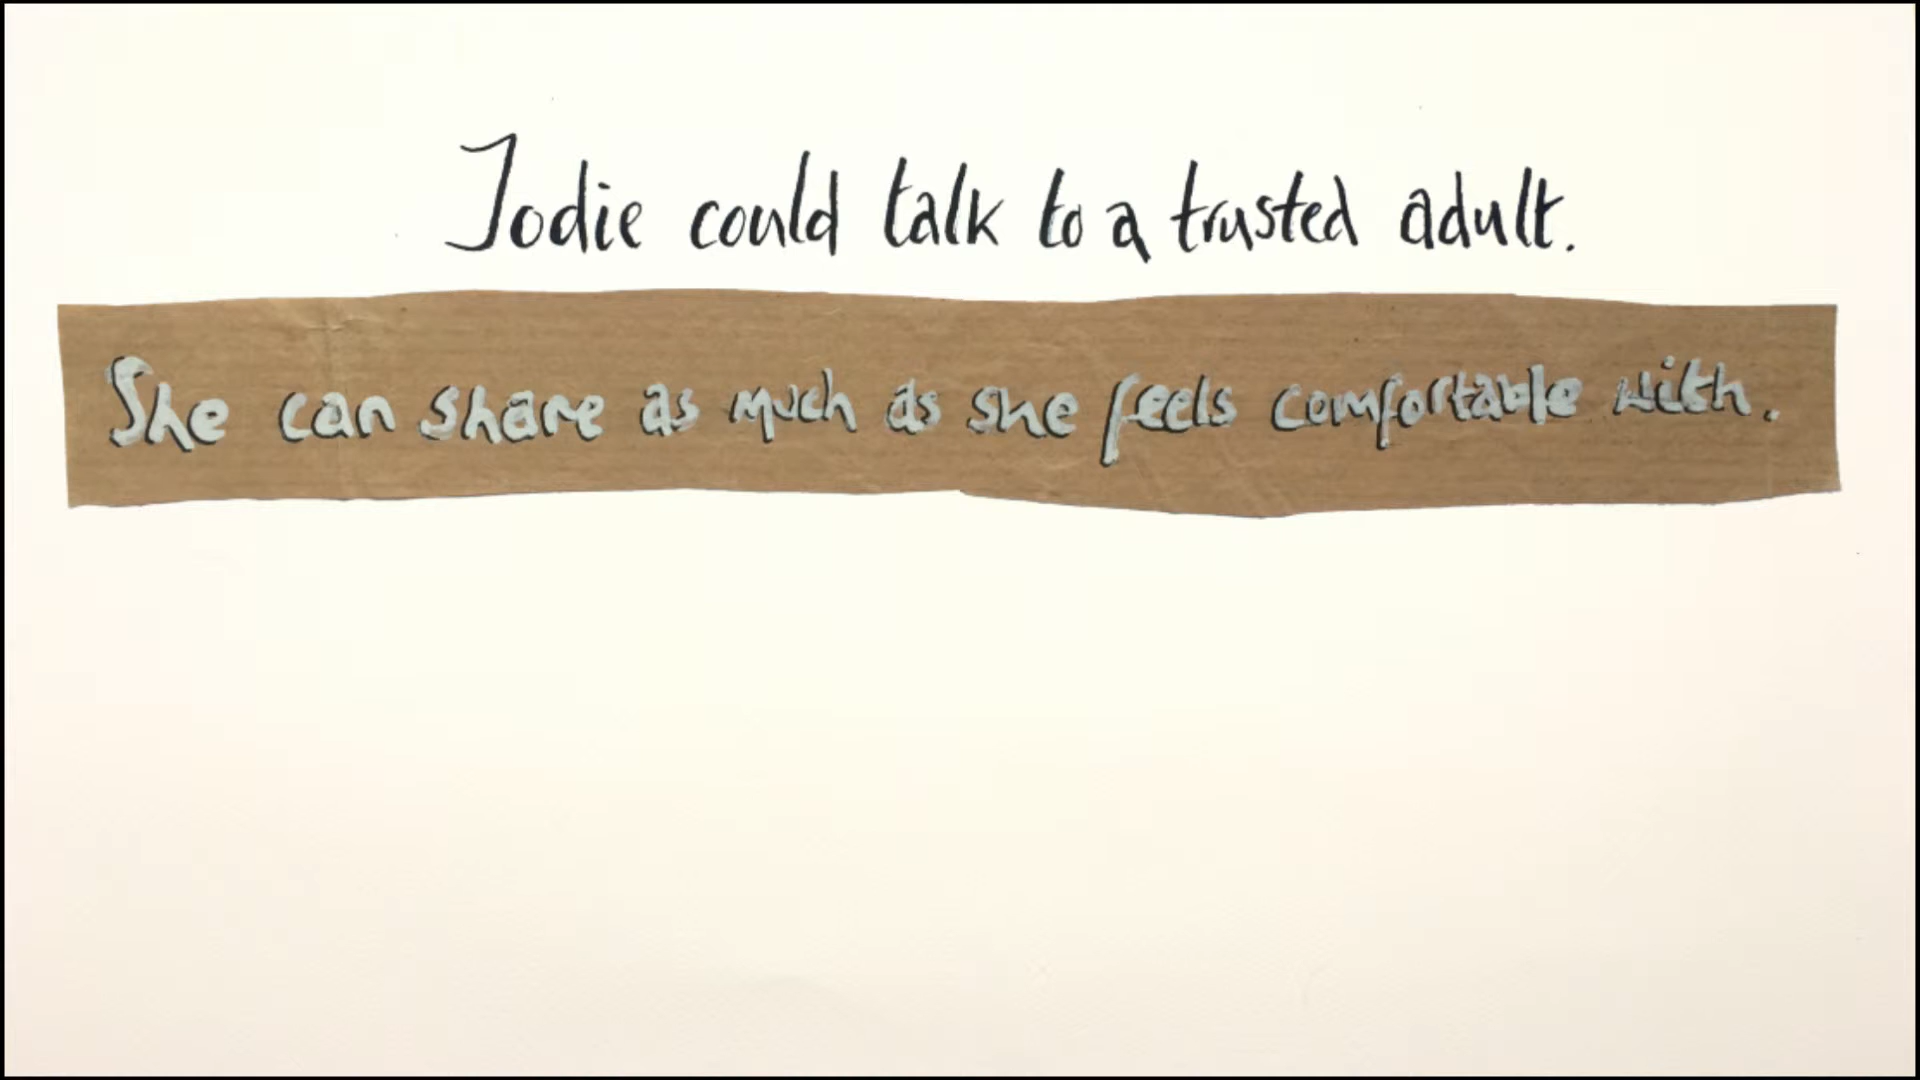 Jodie could talk to a trusted adult.
She can share as much as she feels comfortable with.